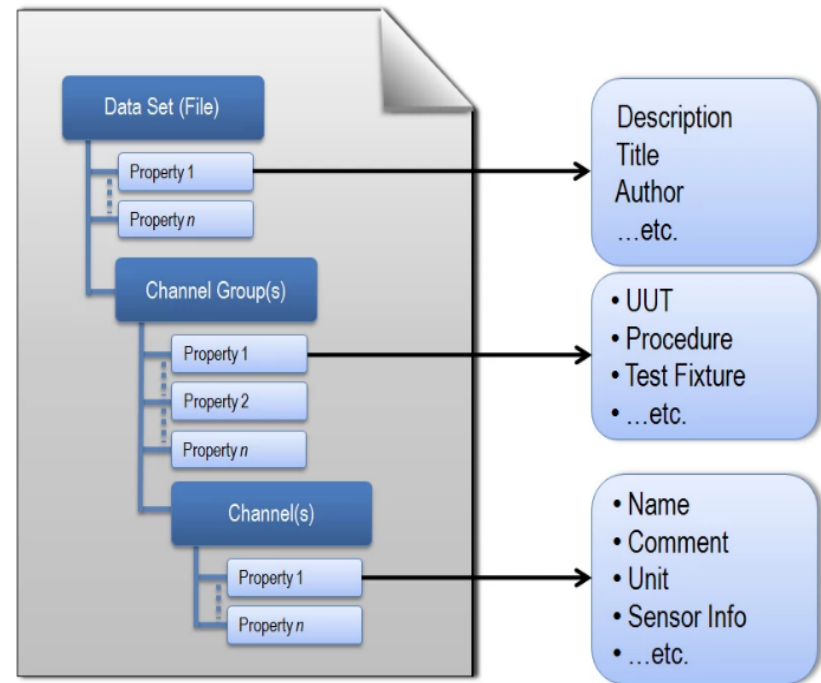 Data Set (File)
Property 1
Property n
Channel Group(s)
Property 1
Property 2
Property n
Channel(s)
Property 1
Property n
Description
Title
Author
…etc.
• UUT
• Procedure
• Test Fixture
• …etc.
• Name
• Comment
• Unit
• Sensor Info
• …etc.